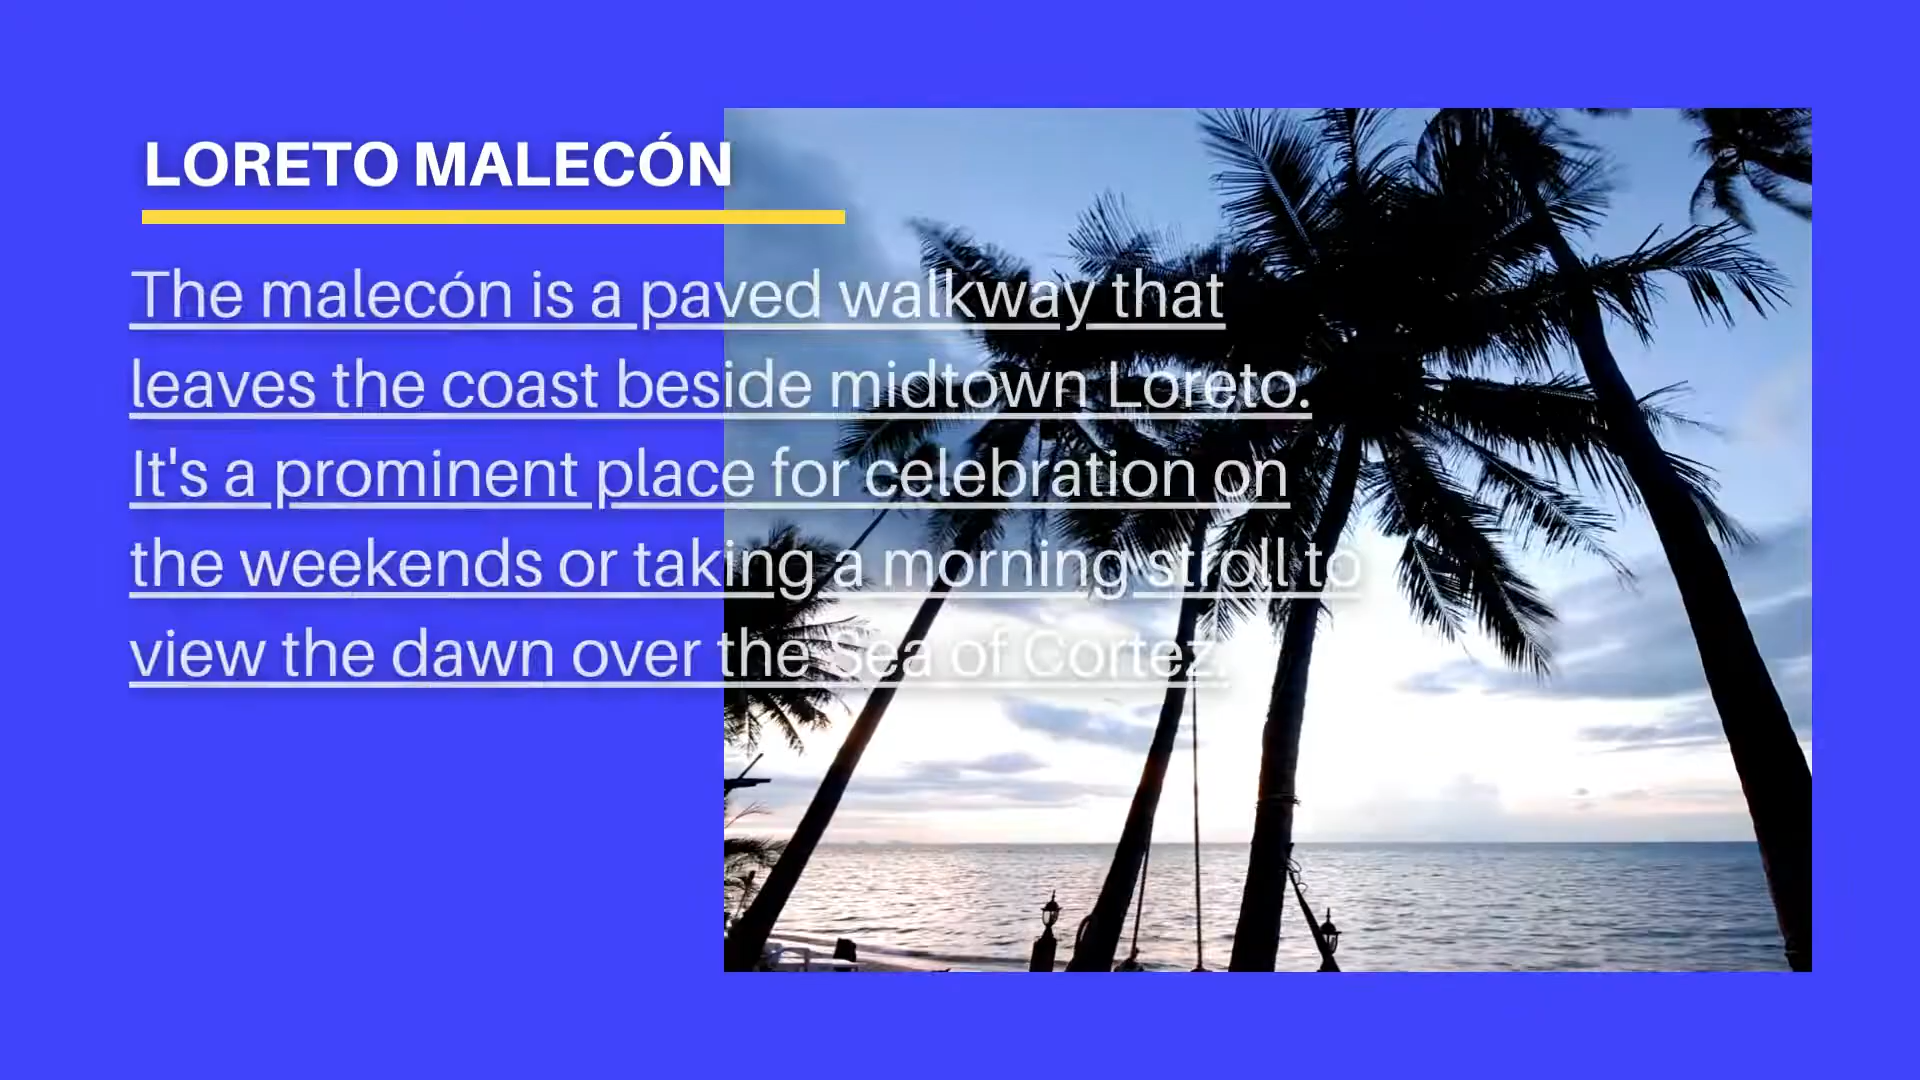 LORETO MALECÓN
The malecón is a paved walkway that
leaves the coast beside midtown Loreto.
It's a prominent place for celebration on
the weekends or taking a morning stroll to
view the dawn over the Sea of Cortez.